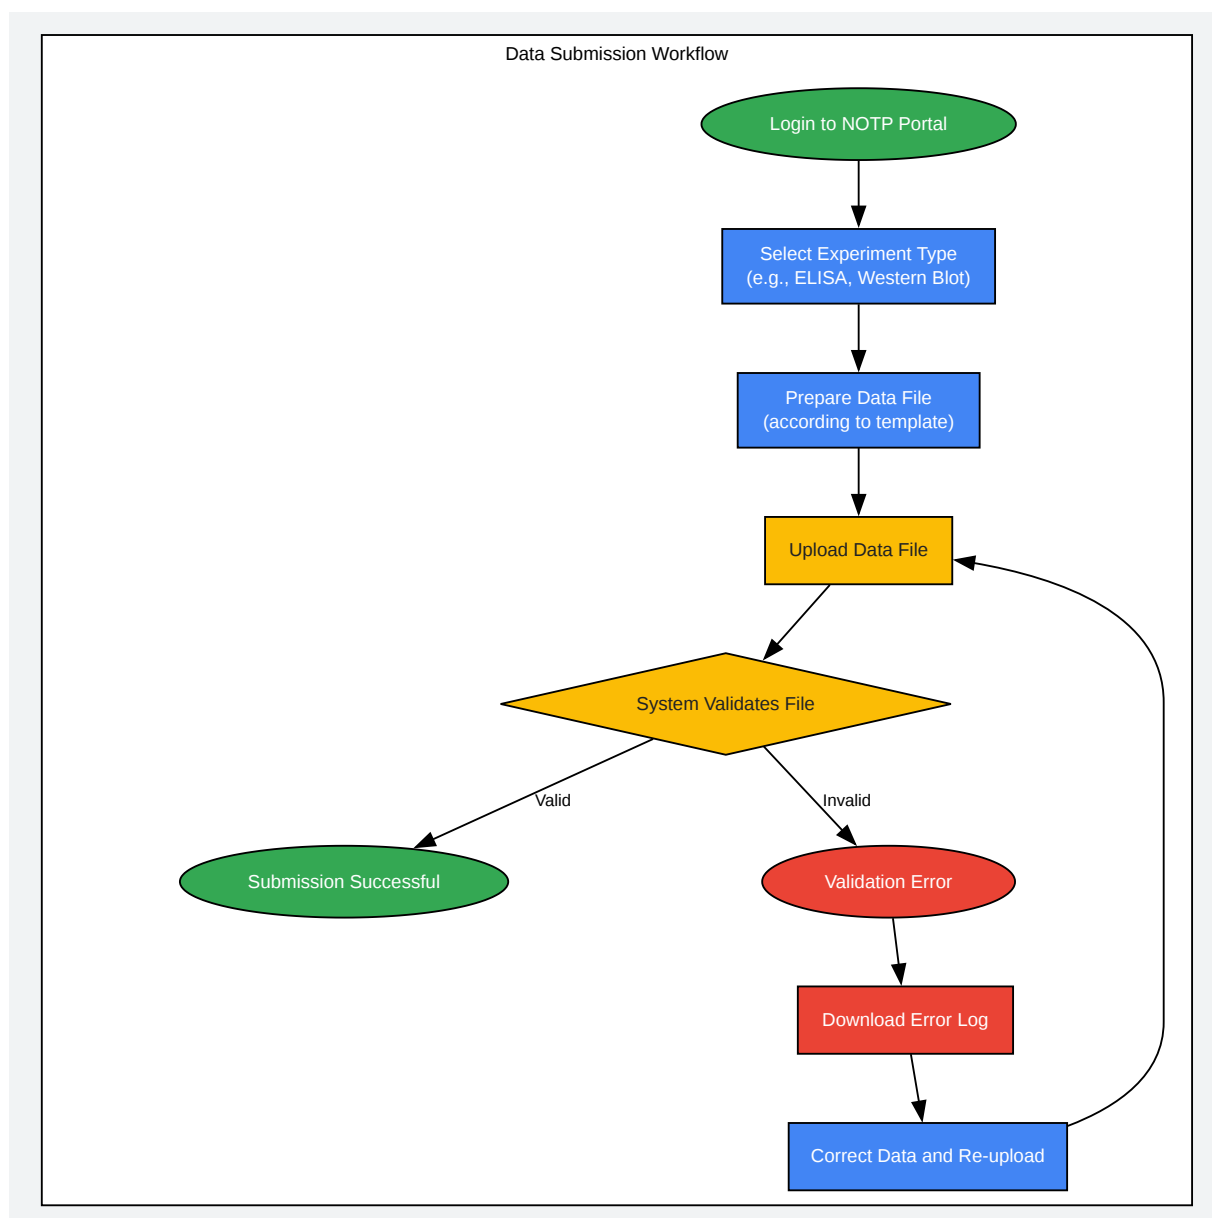 Data Submission Workflow
Login to NOTP Portal
Select Experiment Type
(e.g., ELISA, Western Blot)
Prepare Data File
(according to template)
Upload Data File
System Validates File
Valid
Invalid
Submission Successful
Validation Error
Download Error Log
Correct Data and Re-upload